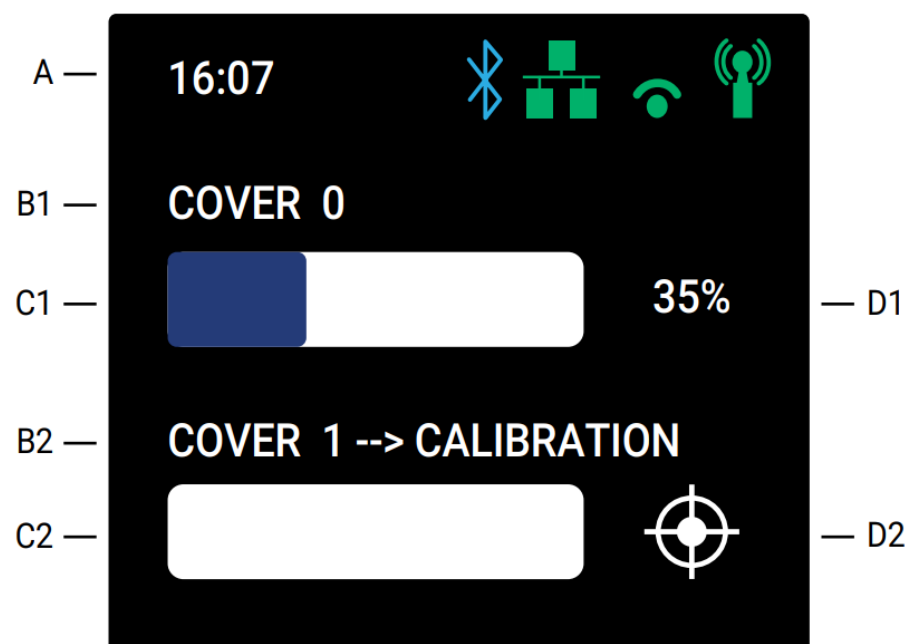 A
16:07
B1
COVER 0
C1
35%
D1
B2
COVER 1 --> CALIBRATION
C2
D2